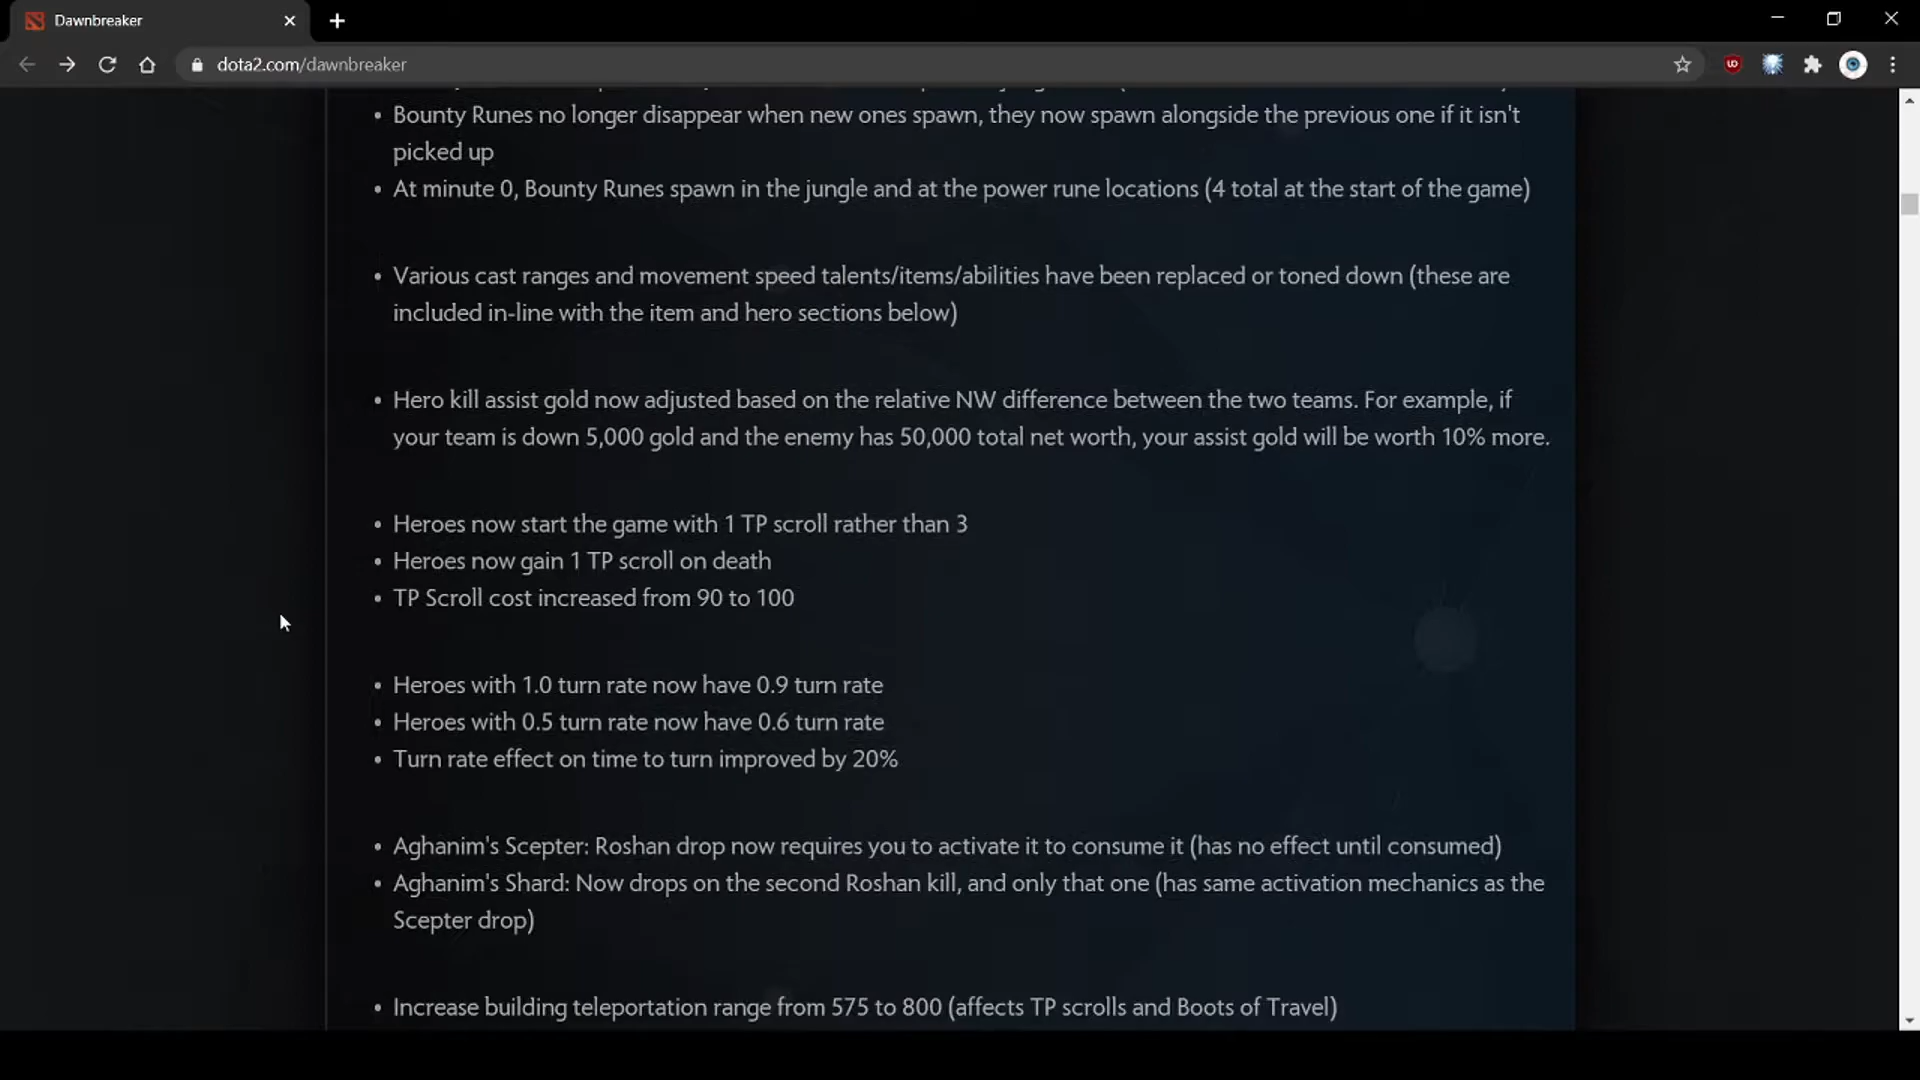 Dawnbreaker
dota2.com/dawnbreaker
• Bounty Runes no longer disappear when new ones spawn, they now spawn alongside the previous one if it isn't
picked up
• At minute 0, Bounty Runes spawn in the jungle and at the power rune locations (4 total at the start of the game)
• Various cast ranges and movement speed talents/items/abilities have been replaced or toned down (these are
included in-line with the item and hero sections below)
• Hero kill assist gold now adjusted based on the relative NW difference between the two teams. For example, if
your team is down 5,000 gold and the enemy has 50,000 total net worth, your assist gold will be worth 10% more.
• Heroes now start the game with 1 TP scroll rather than 3
• Heroes now gain 1 TP scroll on death
• TP Scroll cost increased from 90 to 100
• Heroes with 1.0 turn rate now have 0.9 turn rate
• Heroes with 0.5 turn rate now have 0.6 turn rate
• Turn rate effect on time to turn improved by 20%
• Aghanim's Scepter: Roshan drop now requires you to activate it to consume it (has no effect until consumed)
• Aghanim's Shard: Now drops on the second Roshan kill, and only that one (has same activation mechanics as the
Scepter drop)
• Increase building teleportation range from 575 to 800 (affects TP scrolls and Boots of Travel)